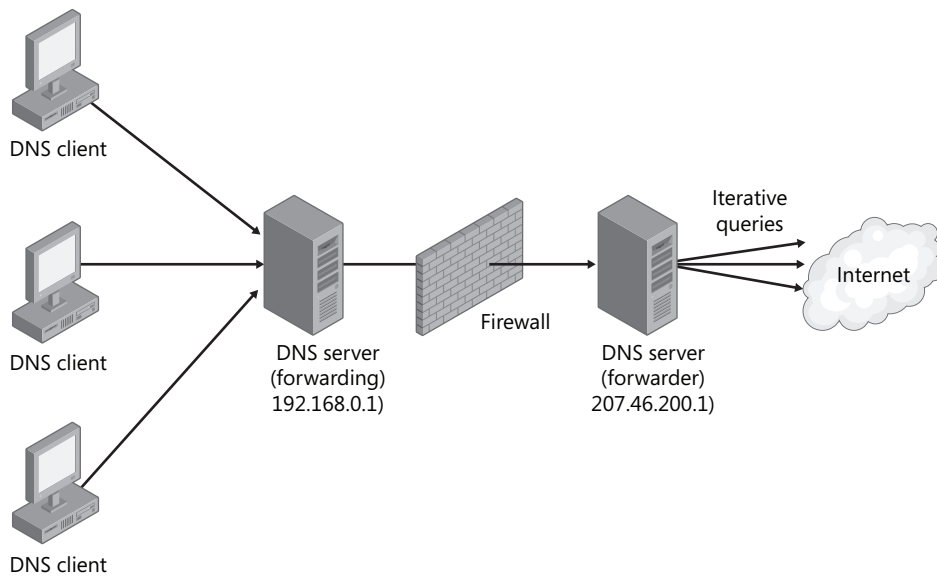 DNS client
DNS client
DNS client
DNS server
(forwarding)
192.168.0.1)
Firewall
DNS server
(forwarder)
207.46.200.1)
Iterative
queries
Internet